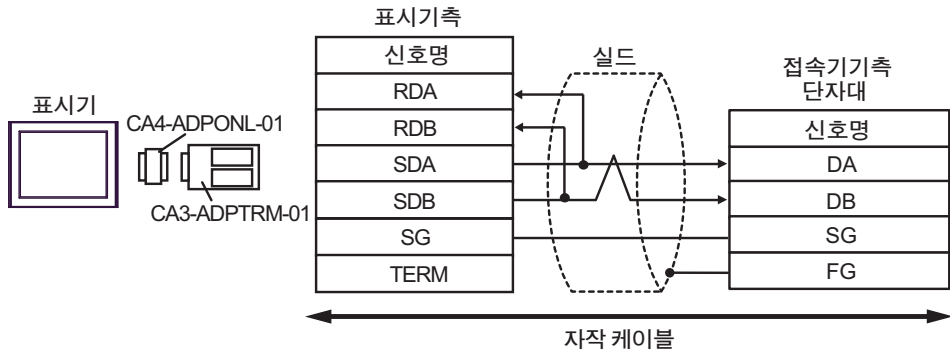 표시기측
신호명
RDA
RDB
SDA
SDB
SG
TERM
실드
접속기기측
단자대
신호명
DA
DB
SG
FG
표시기
CA4-ADPONL-01
CA3-ADPTRM-01
자작 케이블